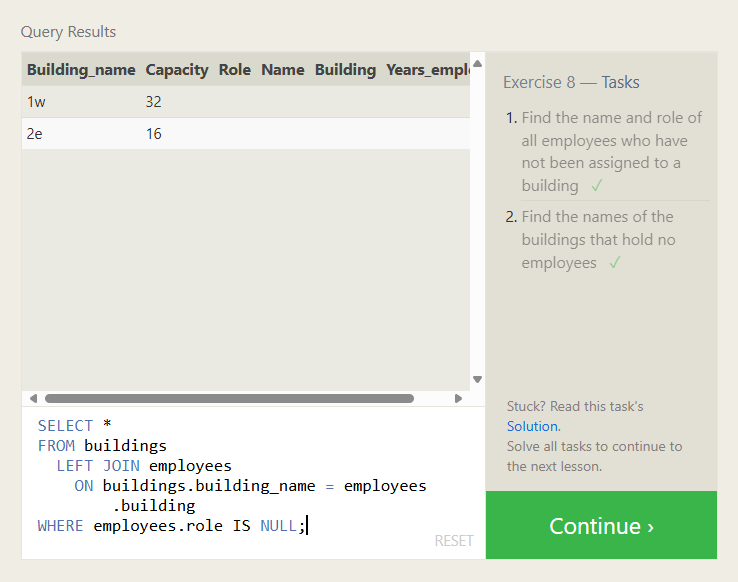 Query Results
Building_name Capacity Role Name Building Years_empl
1w 32
2e 16
SELECT *
FROM buildings
LEFT JOIN employees
ON buildings.building_name = employees
.building
WHERE employees.role IS NULL;
RESET
Exercise 8 — Tasks
1. Find the name and role of
all employees who have
not been assigned to a
building ✓
2. Find the names of the
buildings that hold no
employees ✓
Stuck? Read this task's
Solution.
Solve all tasks to continue to
the next lesson.
Continue ›